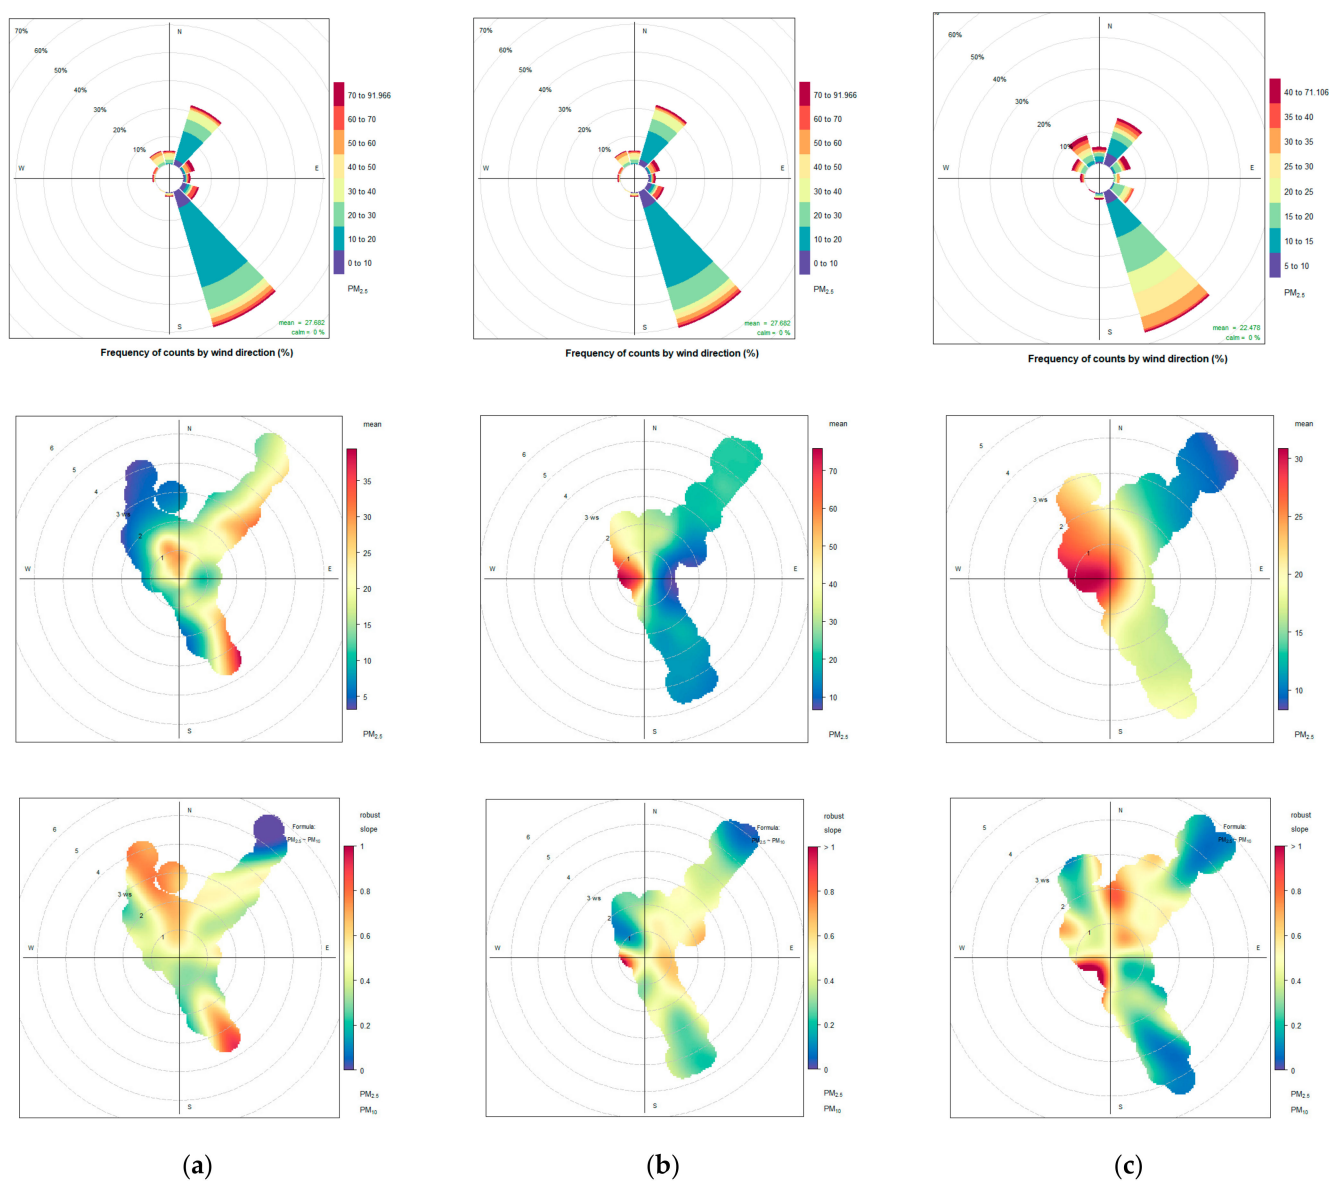 70%
60%
50%
40%
30%
20%
10%
N
W
E
S
70 to 91.966
60 to 70
50 to 60
40 to 50
30 to 40
20 to 30
10 to 20
0 to 10
PM2.5
mean = 27.682
calm = 0 %
Frequency of counts by wind direction (%)
70%
60%
50%
40%
30%
20%
10%
N
W
E
S
70 to 91.966
60 to 70
50 to 60
40 to 50
30 to 40
20 to 30
10 to 20
0 to 10
PM2.5
mean = 27.682
calm = 0 %
Frequency of counts by wind direction (%)
50%
40%
30%
20%
10%
N
W
E
S
40 to 71.106
35 to 40
30 to 35
25 to 30
20 to 25
15 to 20
10 to 15
5 to 10
PM2.5
mean = 22.478
calm = 0 %
Frequency of counts by wind direction (%)
6
5
4
3 ws
2
1
N
W
E
S
mean
35
30
25
20
15
10
5
PM2.5
6
5
4
3 ws
2
1
N
W
E
S
mean
70
60
50
40
30
20
10
PM2.5
5
4
3 ws
2
1
N
W
E
S
mean
30
25
20
15
10
PM2.5
6
5
4
3 ws
2
1
N
W
E
S
Formula:
PM2.5 ~ PM10
robust
slope
1
0.8
0.6
0.4
0.2
0
PM2.5
PM10
6
5
4
3 ws
2
1
N
W
E
S
Formula:
PM2.5 ~ PM10
robust
slope
> 1
0.8
0.6
0.4
0.2
0
PM2.5
PM10
5
4
3 ws
2
1
N
W
E
S
Formula:
PM2.5 ~ PM10
robust
slope
> 1
0.8
0.6
0.4
0.2
0
PM2.5
PM10
(a)
(b)
(c)